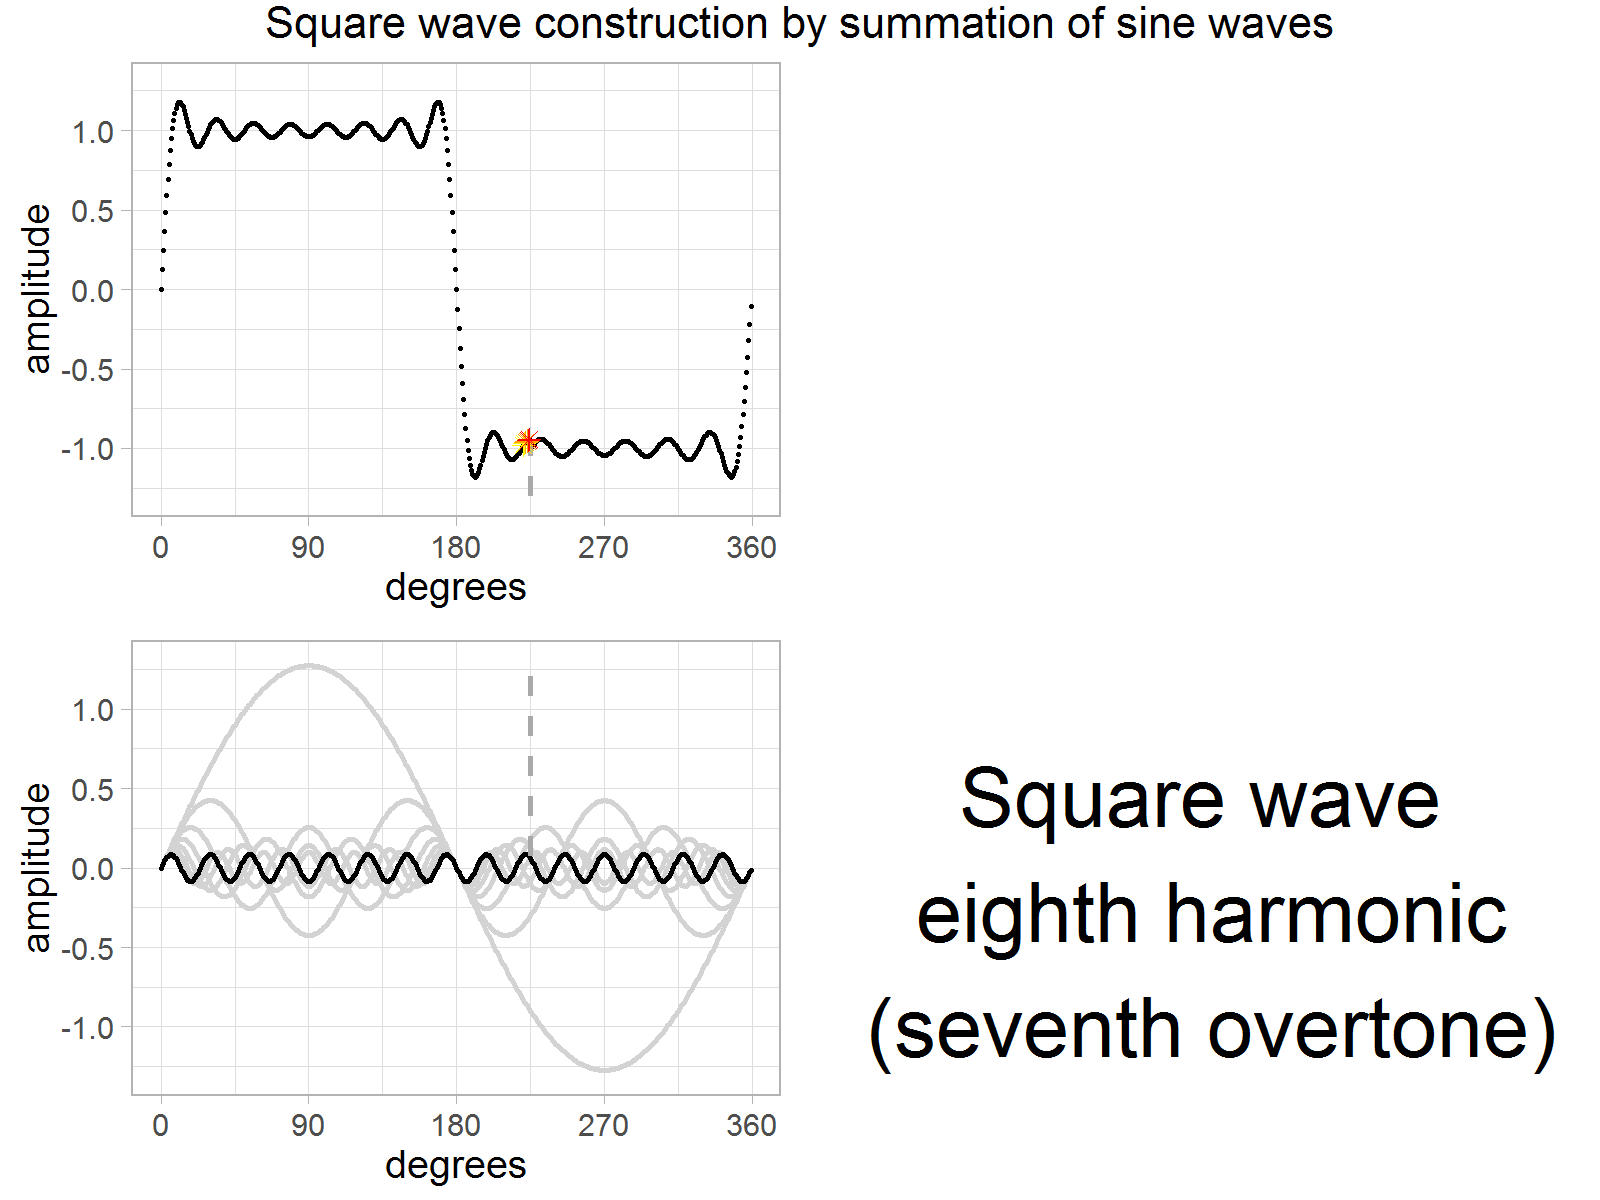 Square wave construction by summation of sine waves
amplitude
1.0
0.5
0.0
-0.5
-1.0
0 90 180 270 360
degrees
amplitude
1.0
0.5
0.0
-0.5
-1.0
0 90 180 270 360
degrees
Square wave
eighth harmonic
(seventh overtone)